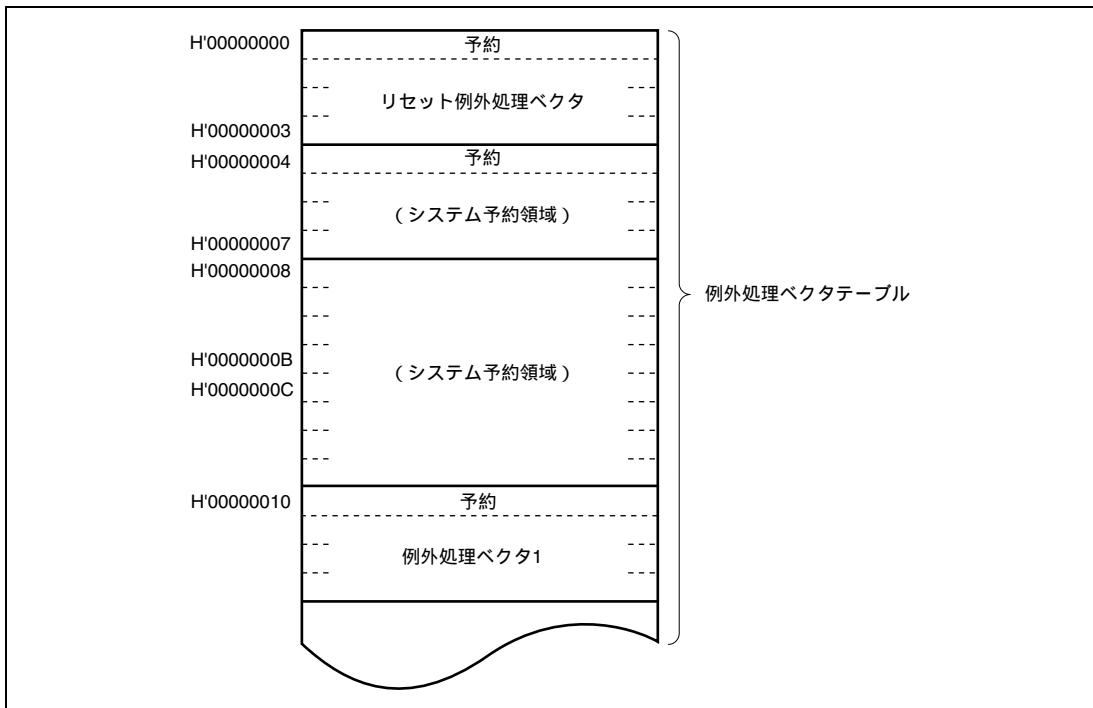 H'00000000 予約
リセット例外処理ベクタ
H'00000003
H'00000004 予約
(システム予約領域)
H'00000007
H'00000008
例外処理ベクタテーブル
H'0000000B
(システム予約領域)
H'0000000C
H'00000010 予約
例外処理ベクタ1